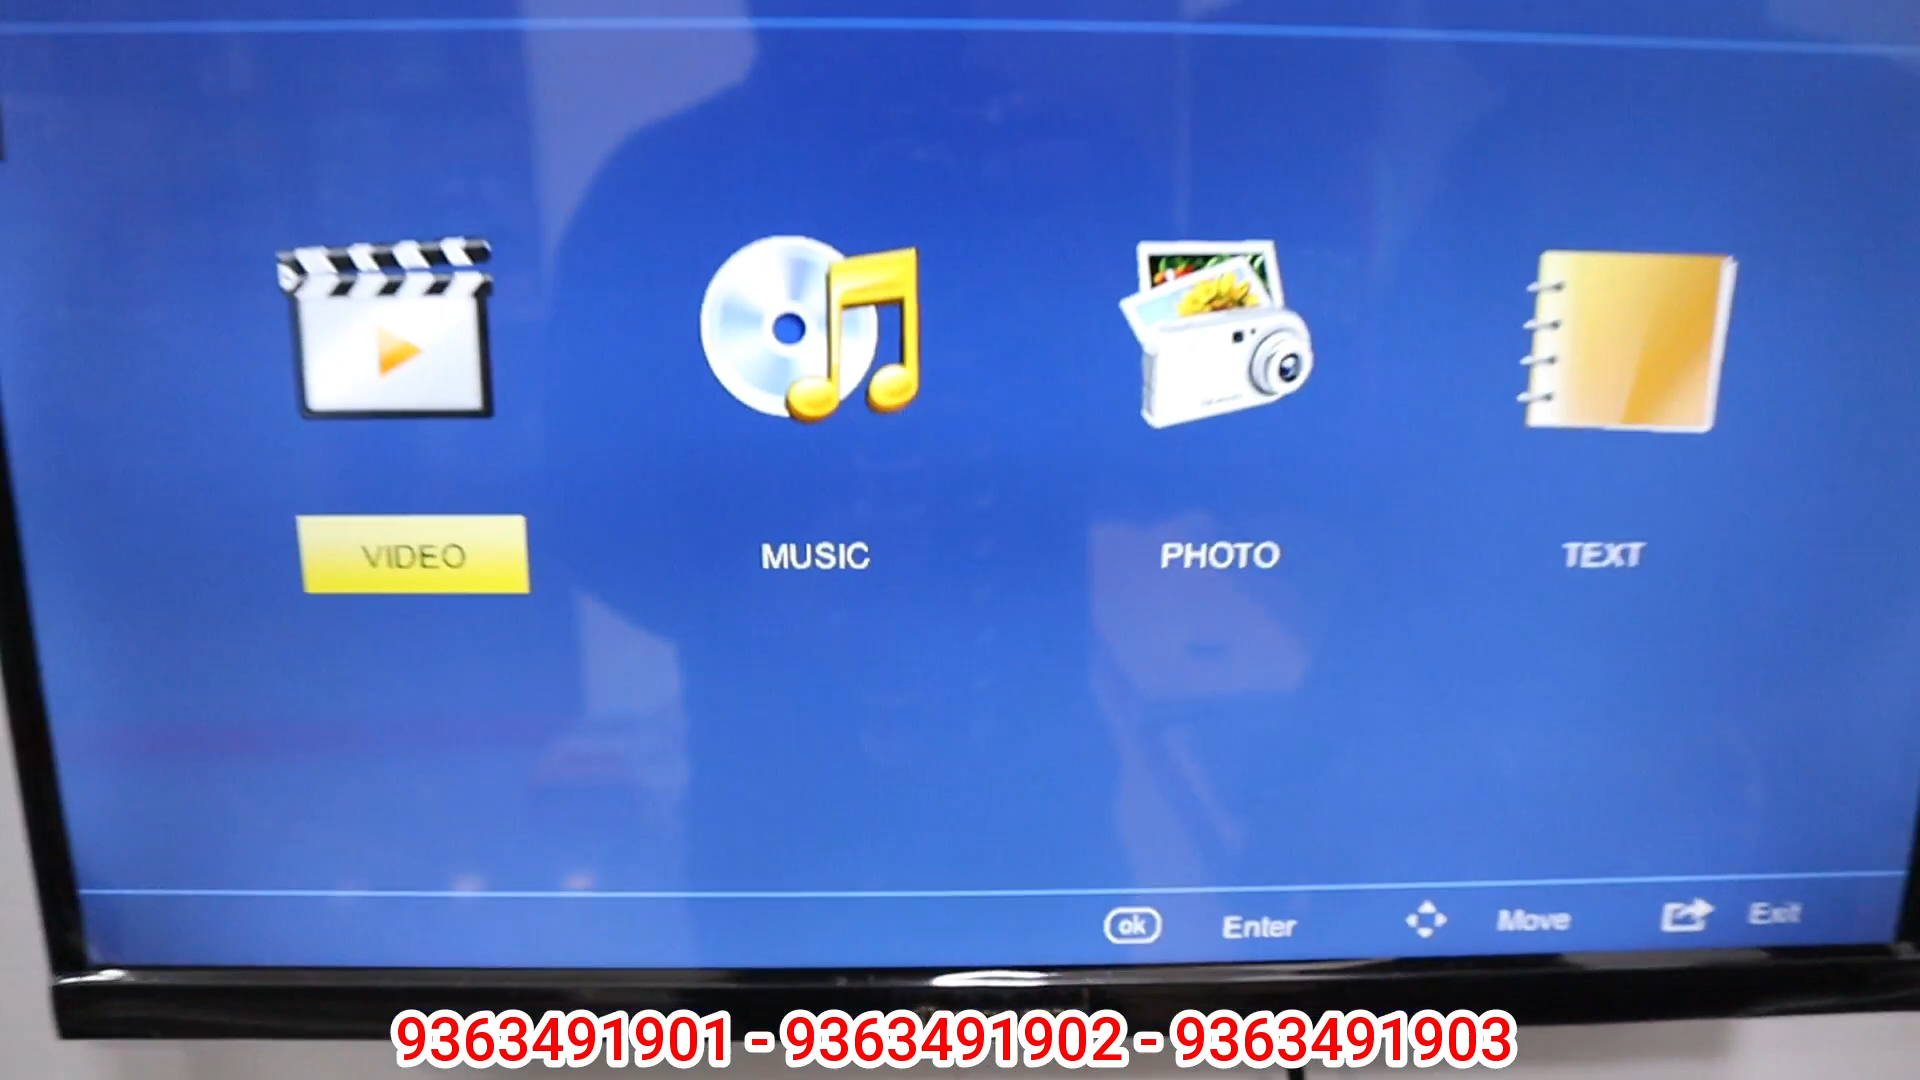 VIDEO MUSIC PHOTO TEXT
ok Enter Move Exit
9363491901 - 9363491902 - 9363491903